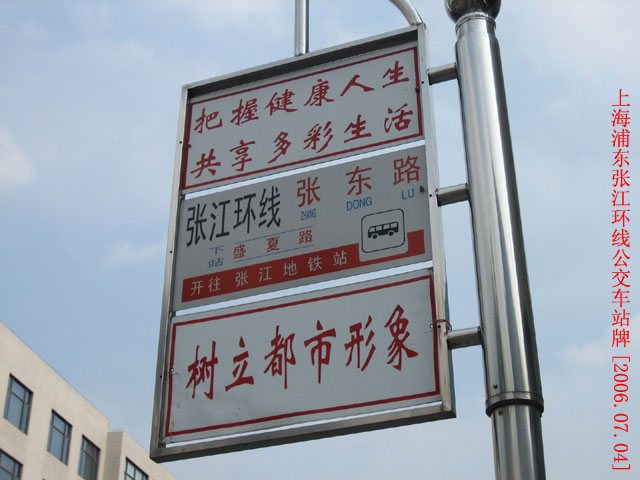 把握健康人生
共享多彩生活
张江环线 张东路
ZHANG DONG LU
下站 盛夏路
开往 张江地铁站
树立都市形象
上海浦东张江环线公交车站牌 [2006.07.04]